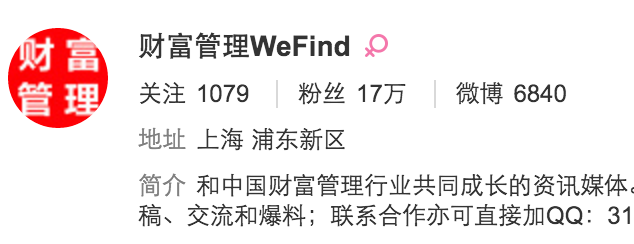 财富
管理
财富管理WeFind
关注 1079 粉丝 17万 微博 6840
地址 上海 浦东新区
简介 和中国财富管理行业共同成长的资讯媒体。
稿、交流和爆料；联系合作亦可直接加QQ：31